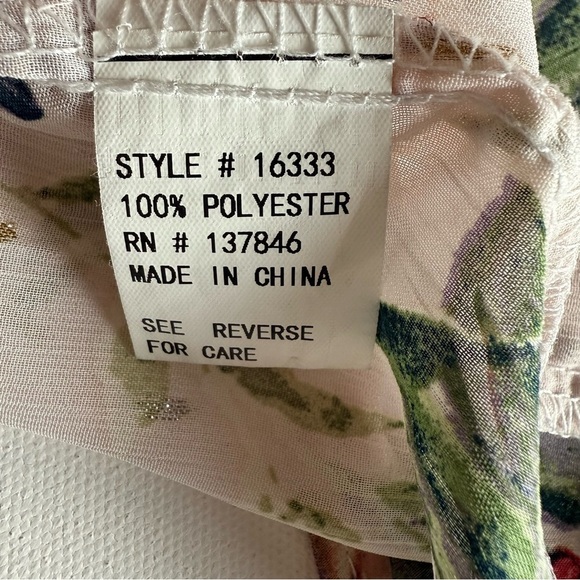 STYLE # 16333
100% POLYESTER
RN # 137846
MADE IN CHINA
SEE REVERSE
FOR CARE